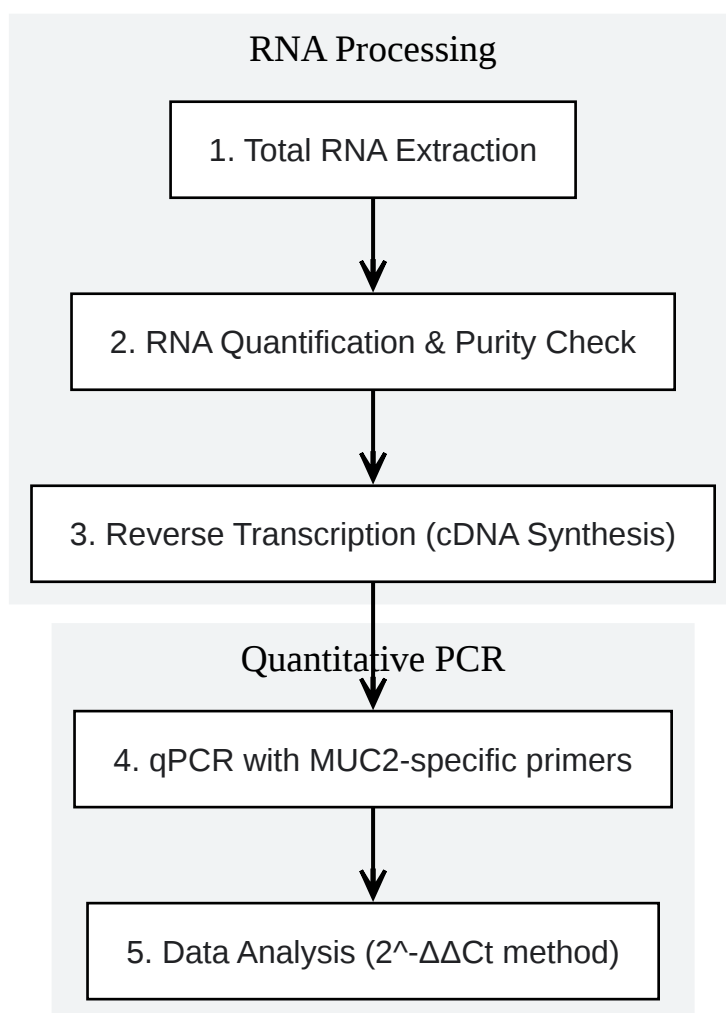 RNA Processing
1. Total RNA Extraction
2. RNA Quantification & Purity Check
3. Reverse Transcription (cDNA Synthesis)
Quantitative PCR
4. qPCR with MUC2-specific primers
5. Data Analysis (2^-ΔΔCt method)